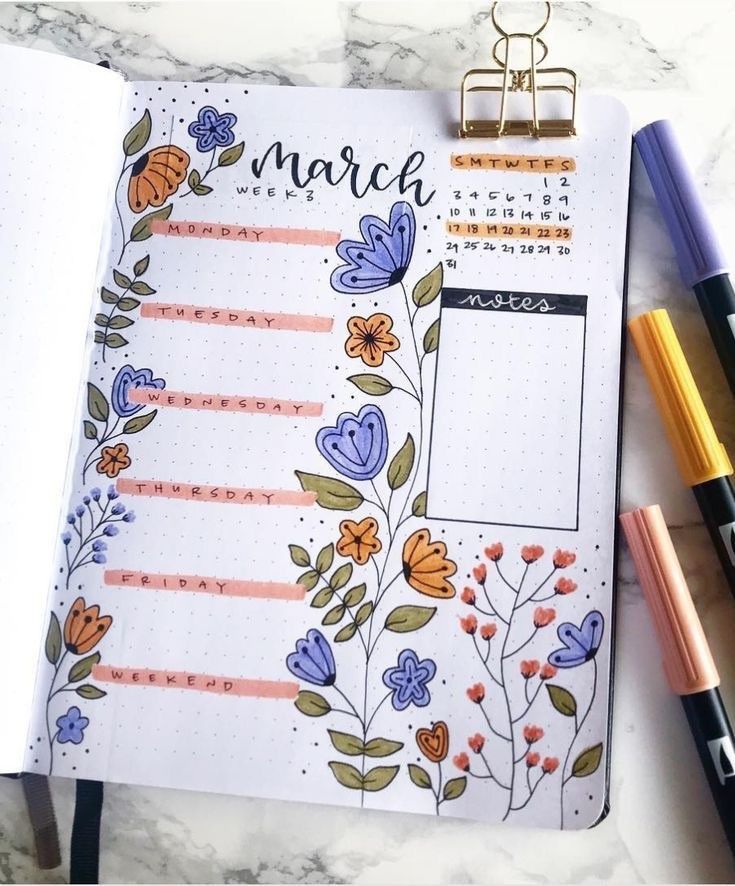 March
WEEK 3
MONDAY
TUESDAY
WEDNESDAY
THURSDAY
FRIDAY
WEEKEND
S M T W T F S
1 2
3 4 5 6 7 8 9
10 11 12 13 14 15 16
17 18 19 20 21 22 23
24 25 26 27 28 29 30
31
notes